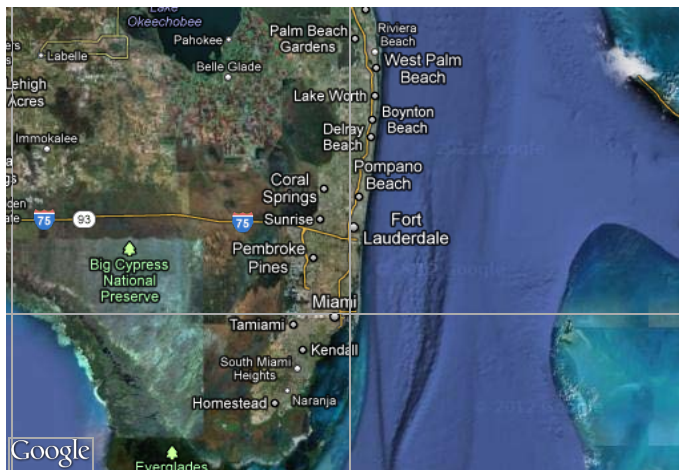 Lake
Okeechobee
Palm Beach
Gardens
Riviera
Beach
Pahokee
Labelle
West Palm
Beach
Belle Glade
Lehigh
Acres
Lake Worth
Boynton
Beach
Delray
Beach
Immokalee
Coral
Springs
Pompano
Beach
75
93
75
Sunrise
Fort
Lauderdale
Big Cypress
National
Preserve
Pembroke
Pines
Miami
Tamiami
Kendall
South Miami
Heights
Naranja
Homestead
Google
Everglades